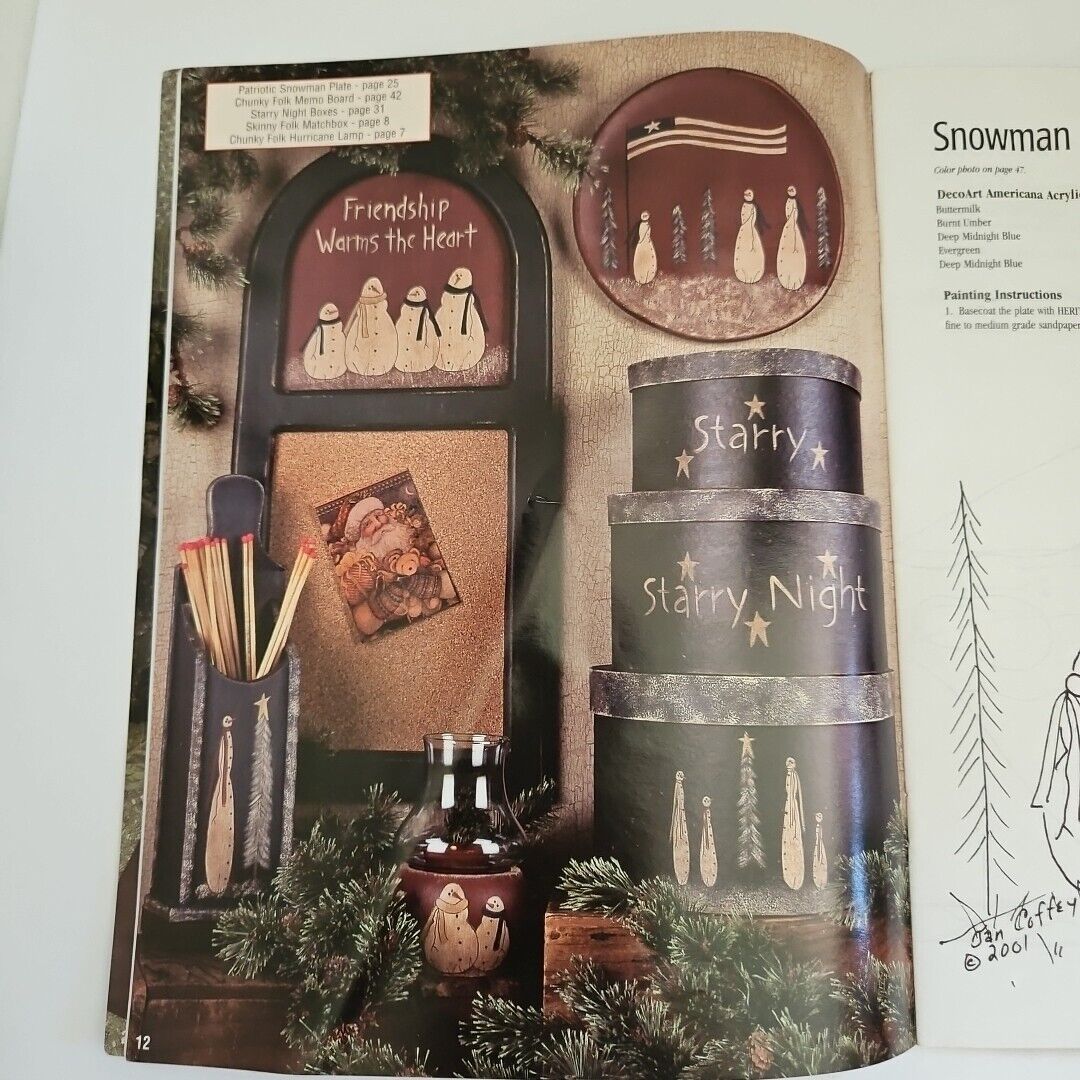 Patriotic Snowman Plate - page 25
Chunky Folk Memo Board - page 42
Starry Night Boxes - page 31
Skinny Folk Matchbox - page 8
Chunky Folk Hurricane Lamp - page 7
Friendship
Warms the Heart
Starry
Starry Night
12
Snowman
Color photo on page 47.
DecoArt Americana
Buttermilk
Burnt Umber
Deep Midnight Blue
Evergreen
Deep Midnight Blue
Painting Instructions
1. Basecoat the plate with
fine to medium grade
Coffey
© 2001